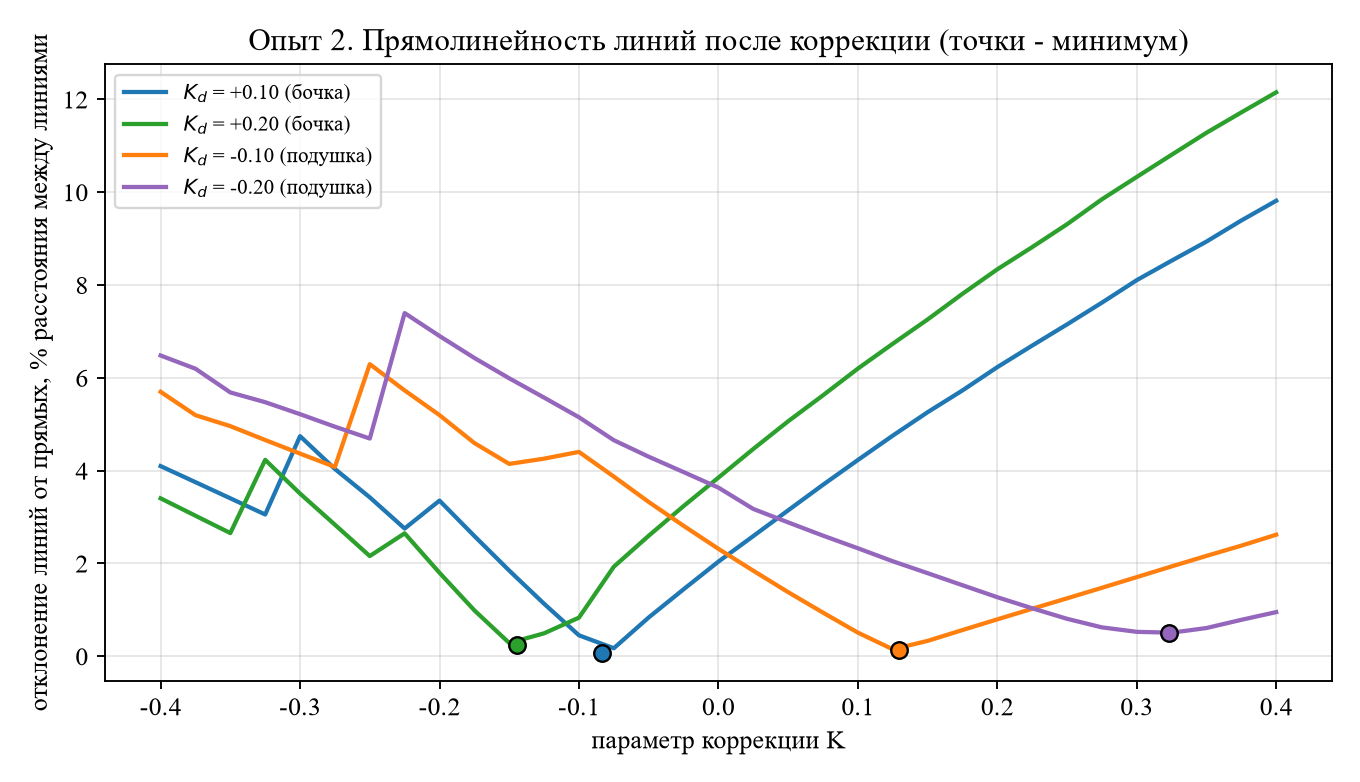 Опыт 2. Прямолинейность линий после коррекции (точки - минимум)
отклонение линий от прямых, % расстояния между линиями
K_d = +0.10 (бочка)
K_d = +0.20 (бочка)
K_d = -0.10 (подушка)
K_d = -0.20 (подушка)
12
10
8
6
4
2
0
-0.4 -0.3 -0.2 -0.1 0.0 0.1 0.2 0.3 0.4
параметр коррекции K